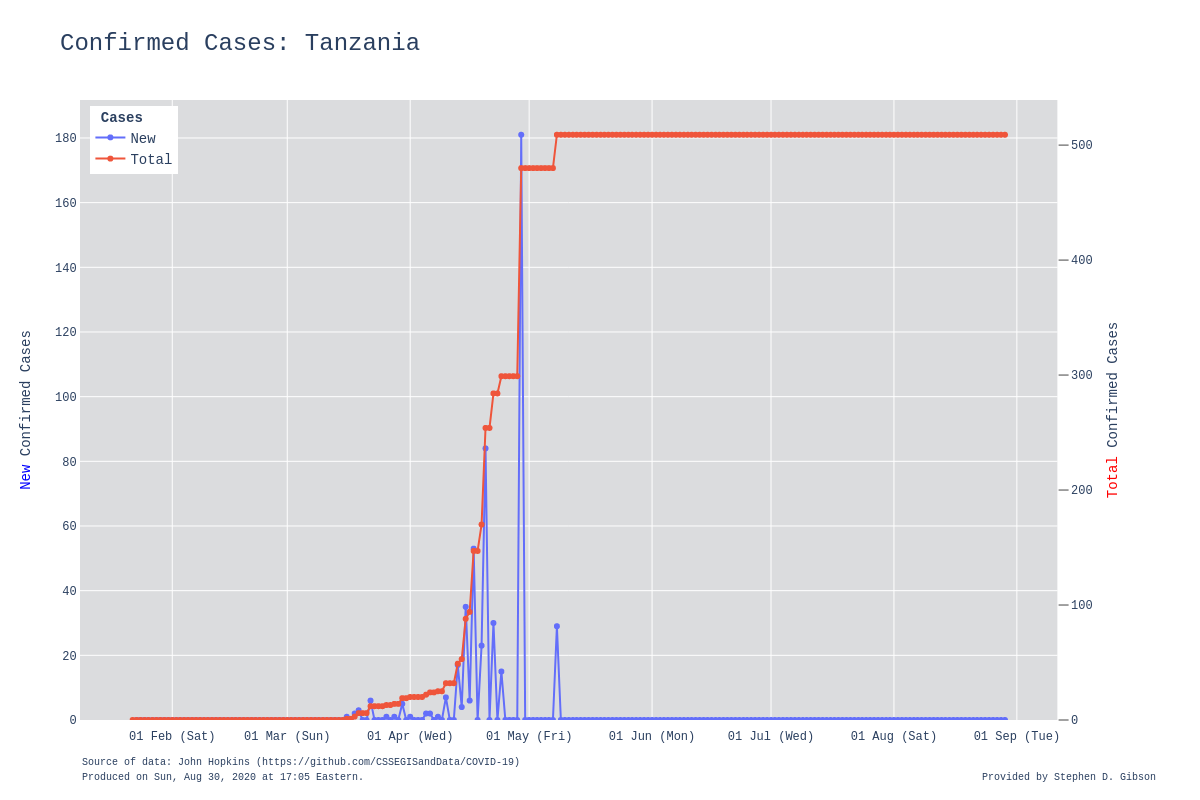 Confirmed Cases: Tanzania
Cases
New
Total
180
160
140
120
100
80
60
40
20
0
500
400
300
200
100
0
New Confirmed Cases
Total Confirmed Cases
01 Feb (Sat) 01 Mar (Sun) 01 Apr (Wed) 01 May (Fri) 01 Jun (Mon) 01 Jul (Wed) 01 Aug (Sat) 01 Sep (Tue)
Source of data: John Hopkins (https://github.com/CSSEGISandData/COVID-19)
Produced on Sun, Aug 30, 2020 at 17:05 Eastern.
Provided by Stephen D. Gibson